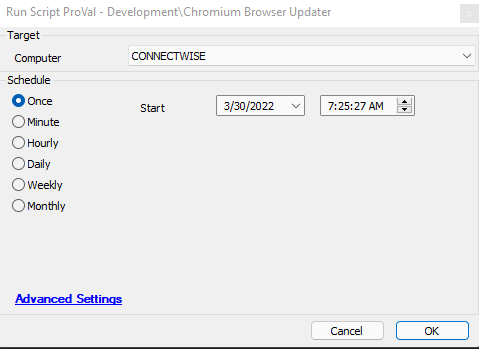 Run Script ProVal - Development\Chromium Browser Updater
Target
Computer CONNECTWISE
Schedule
Once Start 3/30/2022 7:25:27 AM
Minute
Hourly
Daily
Weekly
Monthly
Advanced Settings
Cancel OK